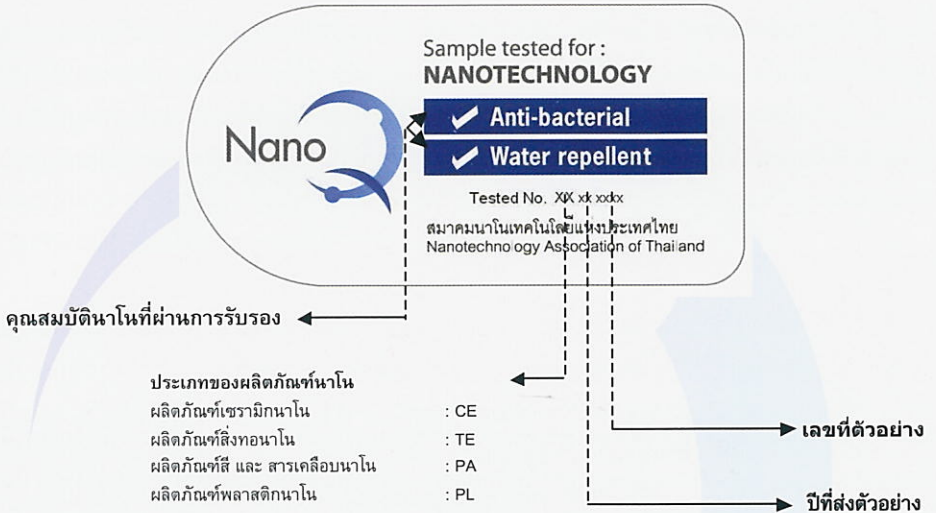 Sample tested for :
NANOTECHNOLOGY
Nano
Anti-bacterial
Water repellent
Tested No. XX xx xxxx
สมาคมนาโนเทคโนโลยีแห่งประเทศไทย
Nanotechnology Association of Thailand
คุณสมบัตินาโนที่ผ่านการรับรอง
ประเภทของผลิตภัณฑ์นาโน
ผลิตภัณฑ์เซรามิกนาโน : CE
ผลิตภัณฑ์สิ่งทอนาโน : TE
ผลิตภัณฑ์สี และ สารเคลือบนาโน : PA
ผลิตภัณฑ์พลาสติกนาโน : PL
เลขที่ตัวอย่าง
ปีที่ส่งตัวอย่าง